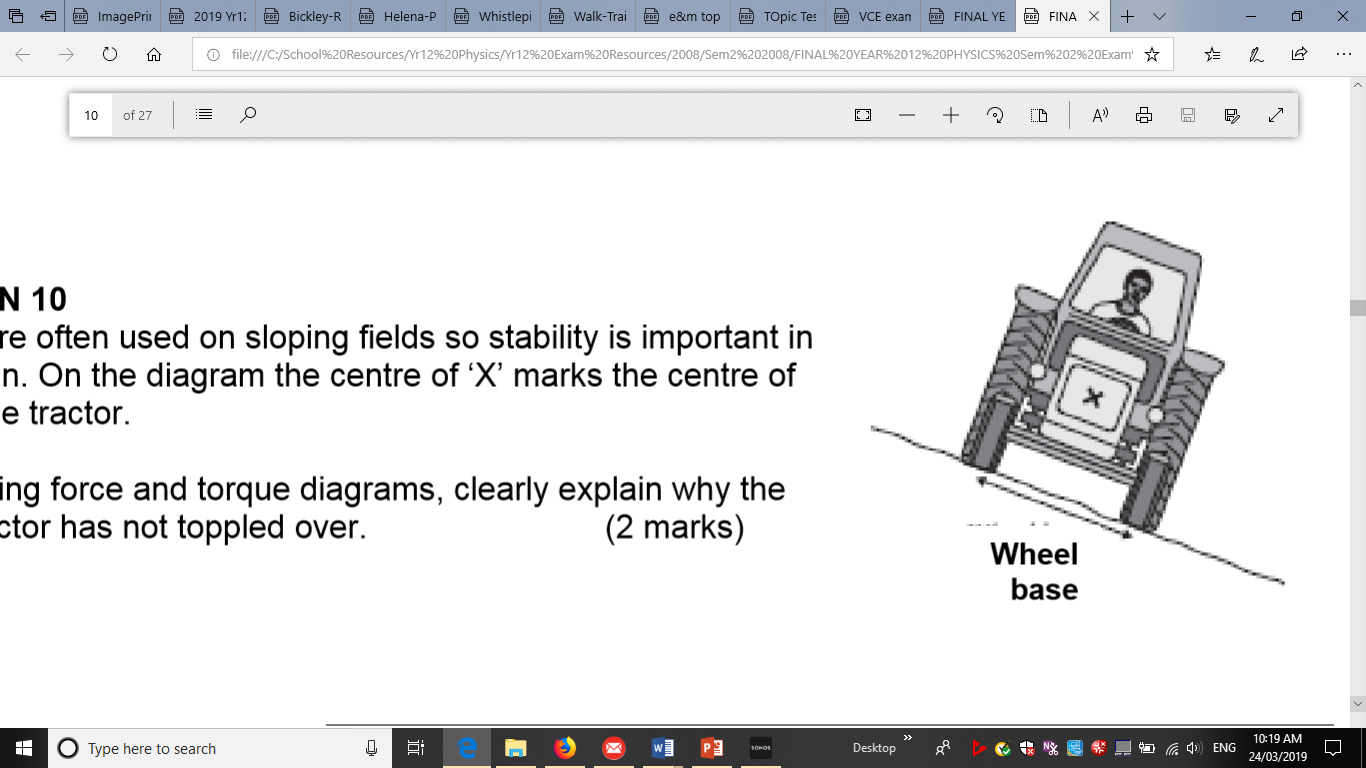 ImagePrin
2019 Yr12
Bickley-R
Helena-P
Whistlepi
Walk-Trai
e&m top
TOpic Tes
VCE exam
FINAL YE
FINA
file:///C:/School%20Resources/Yr12%20Physics/Yr12%20Exam%20Resources/2008/Sem2%202008/FINAL%20YEAR%2012%20PHYSICS%20Sem%202%20Exam
10 of 27
N 10
re often used on sloping fields so stability is important in
n. On the diagram the centre of ‘X’ marks the centre of
e tractor.
ing force and torque diagrams, clearly explain why the
ctor has not toppled over. (2 marks)
X
Wheel
base
Type here to search
SONOS
Desktop
ENG
10:19 AM
24/03/2019